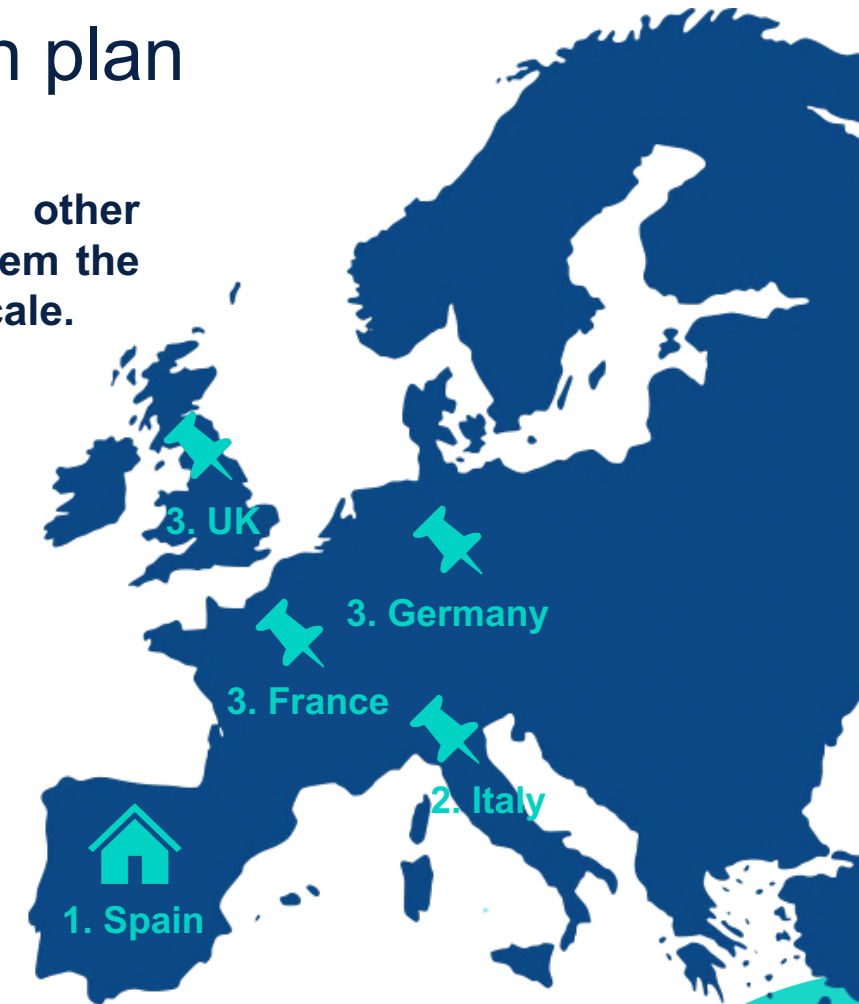 n plan
other
em the
cale.
3. UK
3. Germany
3. France
2. Italy
1. Spain